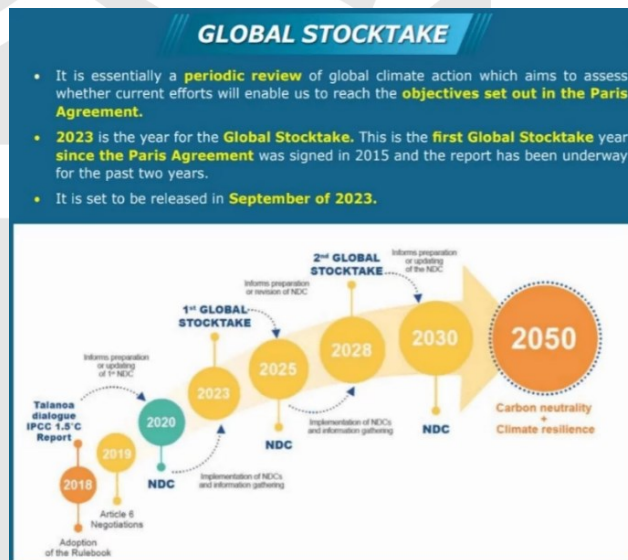 GLOBAL STOCKTAKE
• It is essentially a periodic review of global climate action which aims to assess
whether current efforts will enable us to reach the objectives set out in the Paris
Agreement.
• 2023 is the year for the Global Stocktake. This is the first Global Stocktake year
since the Paris Agreement was signed in 2015 and the report has been underway
for the past two years.
• It is set to be released in September of 2023.
Talanoa
dialogue
IPCC 1.5°C
Report
2018
Adoption
of the Rulebook
2019
Article 6
Negotiations
Informs preparation
or updating
of 1st NDC
2020
NDC
Implementation of NDCs
and information gathering
1st GLOBAL
STOCKTAKE
2023
Informs preparation
or revision of NDC
2025
NDC
Implementation of NDCs
and information gathering
2nd GLOBAL
STOCKTAKE
2028
Informs preparation
or updating
of the NDC
2030
NDC
2050
Carbon neutrality
+
Climate resilience